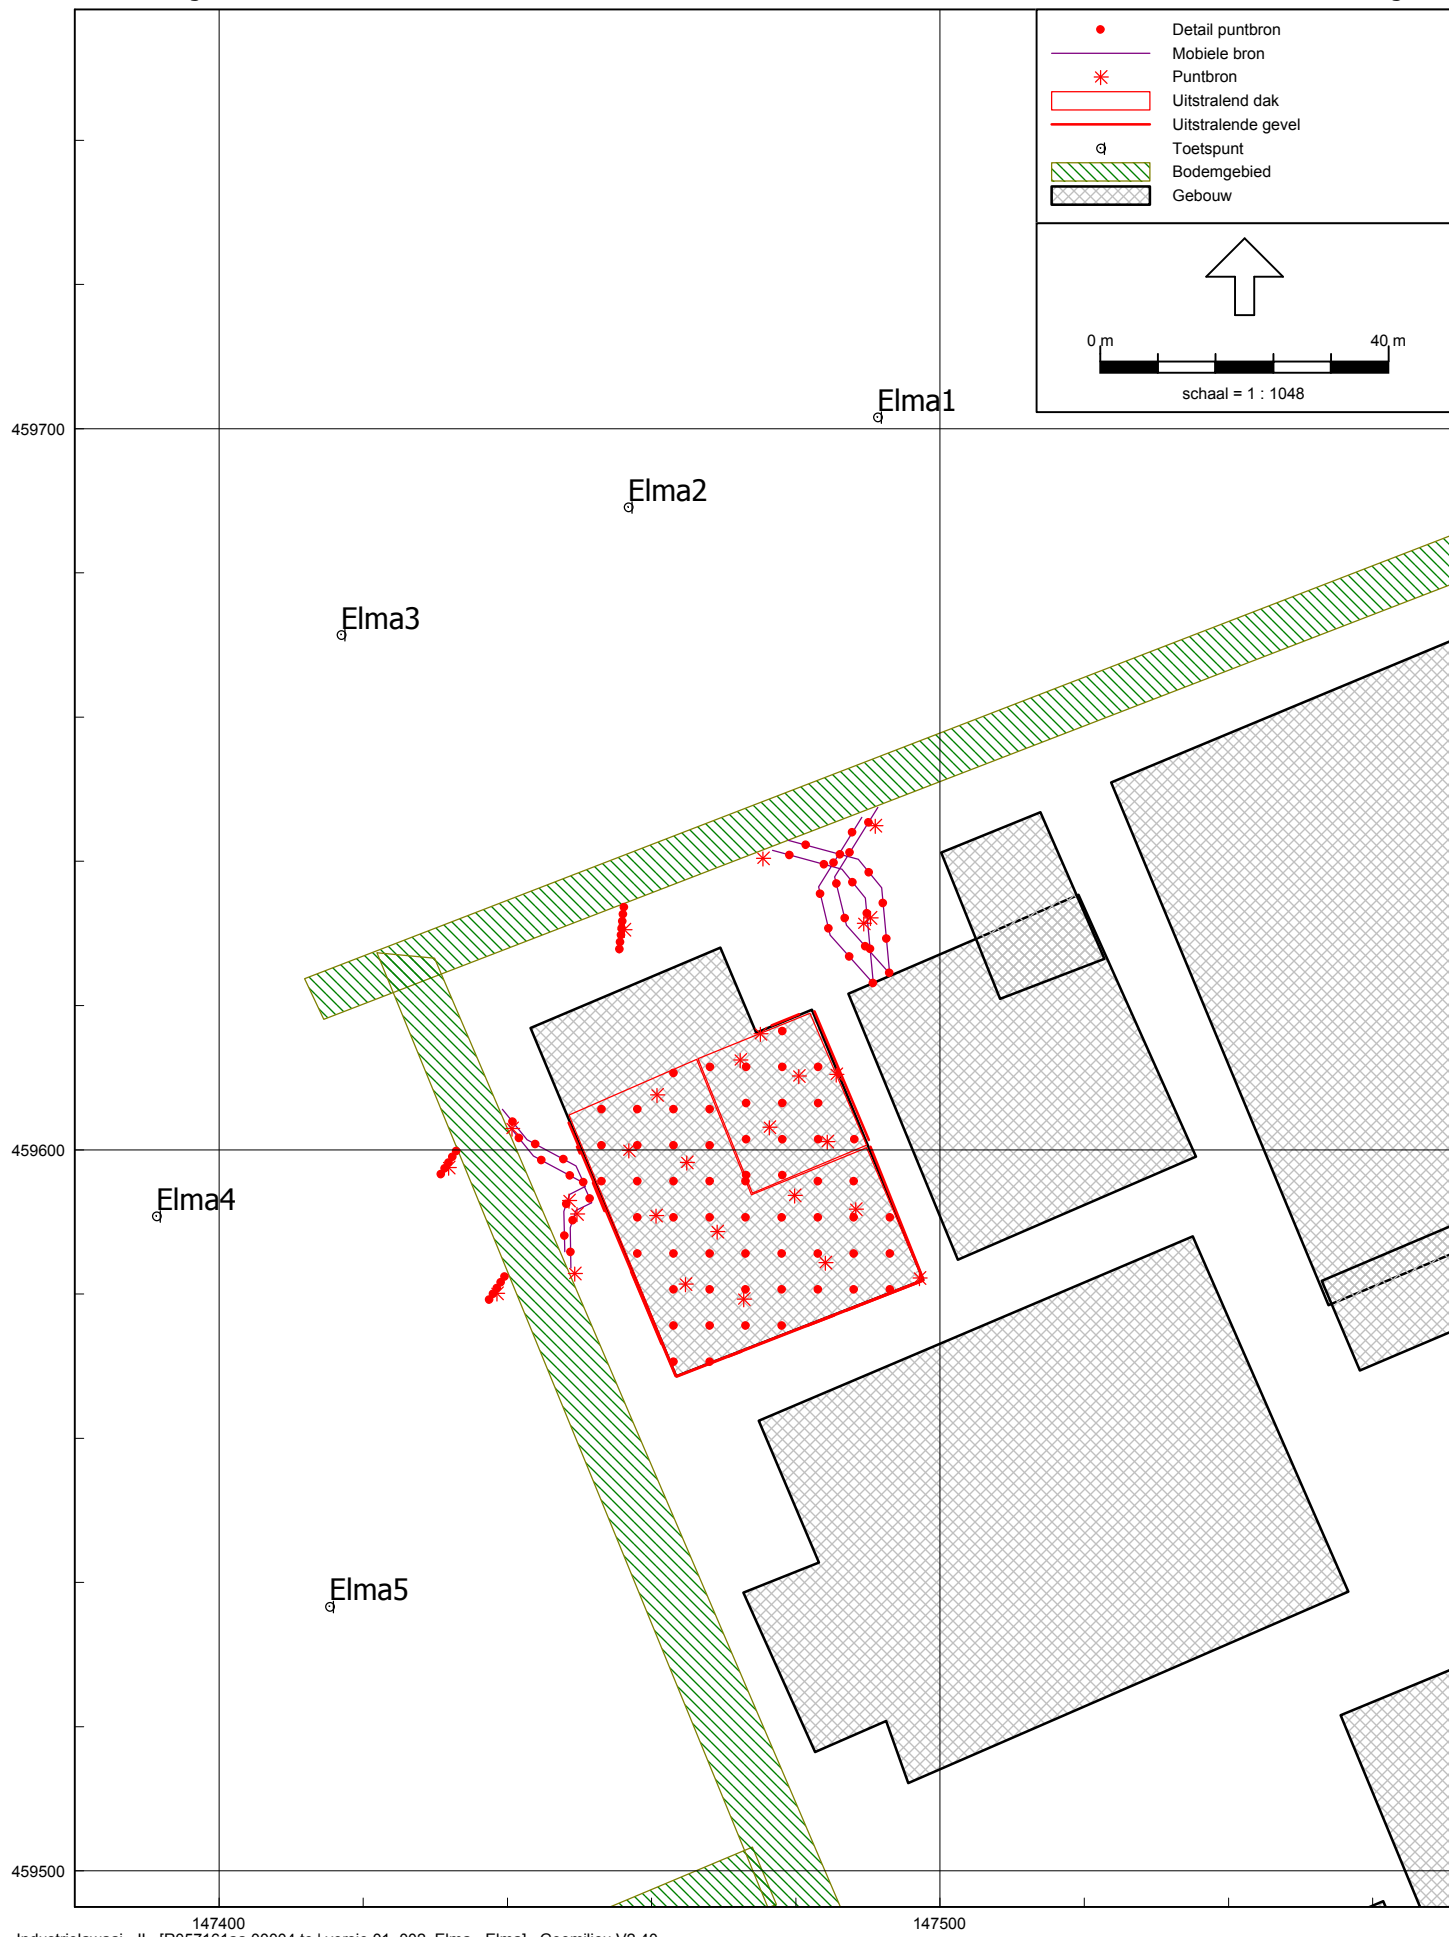 Detail puntbron
Mobiele bron
Puntbron
Uitstralend dak
Uitstralende gevel
Toetspunt
Bodemgebied
Gebouw
0 m 40 m
schaal = 1 : 1048
Elma1
459700
Elma2
Elma3
459600
Elma4
Elma5
459500
147400 147500